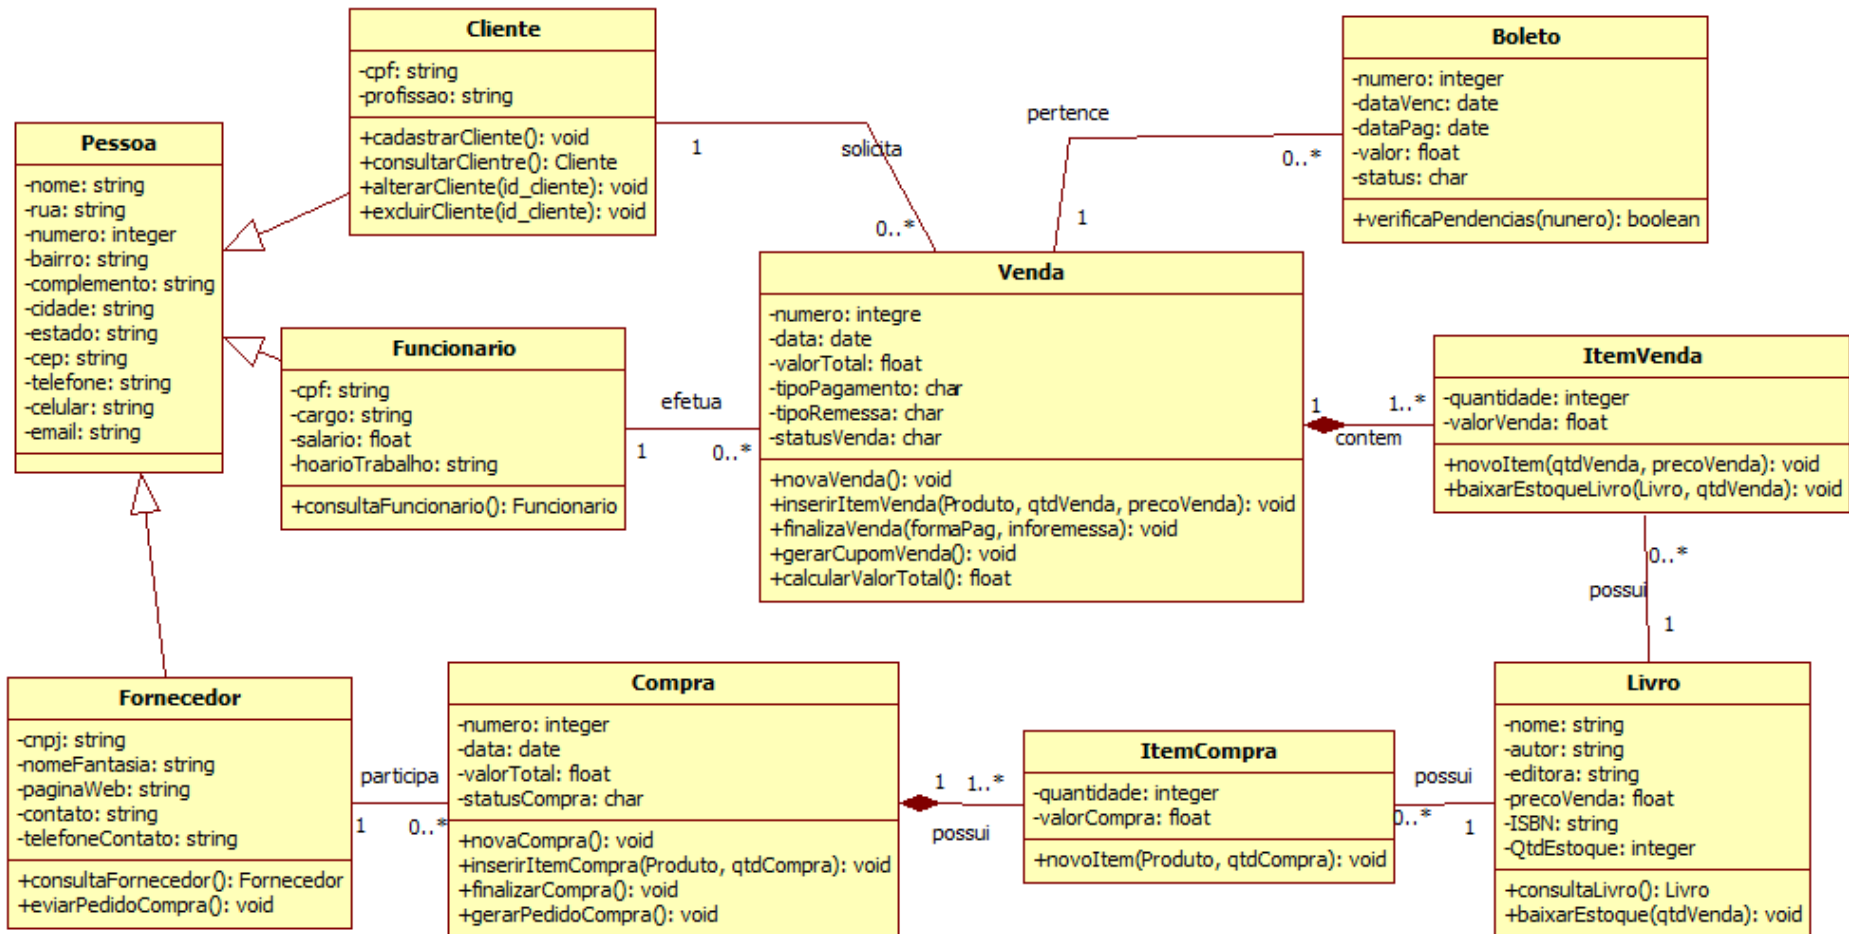 Cliente
-cpf: string
-profissao: string
+cadastrarCliente(): void
+consultarClientre(): Cliente
+alterarCliente(id_cliente): void
+excluirCliente(id_cliente): void
Boleto
-numero: integer
-dataVenc: date
-dataPag: date
-valor: float
-status: char
+verificaPendencias(nunero): boolean
pertence
0..*
1
1
solicita
0..*
Pessoa
-nome: string
-rua: string
-numero: integer
-bairro: string
-complemento: string
-cidade: string
-estado: string
-cep: string
-telefone: string
-celular: string
-email: string
Funcionario
-cpf: string
-cargo: string
-salario: float
-hoarioTrabalho: string
+consultaFuncionario(): Funcionario
efetua
1
0..*
Venda
-numero: integre
-data: date
-valorTotal: float
-tipoPagamento: char
-tipoRemessa: char
-statusVenda: char
+novaVenda(): void
+inserirItemVenda(Produto, qtdVenda, precoVenda): void
+finalizaVenda(formaPag, inforemessa): void
+gerarCupomVenda(): void
+calcularValorTotal(): float
1
1..*
contem
ItemVenda
-quantidade: integer
-valorVenda: float
+novoItem(qtdVenda, precoVenda): void
+baixarEstoqueLivro(Livro, qtdVenda): void
0..*
possui
1
Fornecedor
-cnpj: string
-nomeFantasia: string
-paginaWeb: string
-contato: string
-telefoneContato: string
+consultaFornecedor(): Fornecedor
+eviarPedidoCompra(): void
participa
1
0..*
Compra
-numero: integer
-data: date
-valorTotal: float
-statusCompra: char
+novaCompra(): void
+inserirItemCompra(Produto, qtdCompra): void
+finalizarCompra(): void
+gerarPedidoCompra(): void
1
1..*
possui
ItemCompra
-quantidade: integer
-valorCompra: float
+novoItem(Produto, qtdCompra): void
possui
0..*
1
Livro
-nome: string
-autor: string
-editora: string
-precoVenda: float
-ISBN: string
-QtdEstoque: integer
+consultaLivro(): Livro
+baixarEstoque(qtdVenda): void